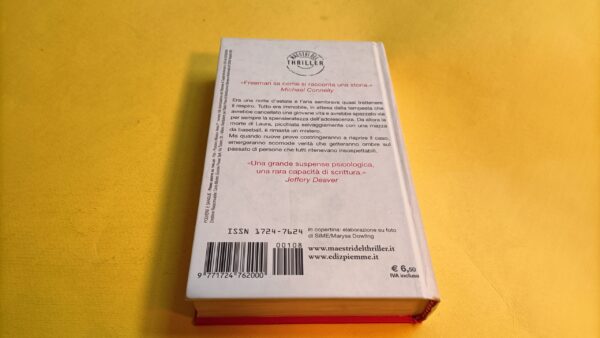 MAESTRI DEL
THRILLER
«Freeman sa come si racconta una storia.»
Michael Connelly
Era una notte d'estate e l'aria sembrava quasi trattenere
il respiro. Tutto era immobile, in attesa della tempesta che
avrebbe cancellato una giovane vita e avrebbe spazzato via
per sempre la spensieratezza dell'adolescenza. Da allora la
morte di Laura, picchiata selvaggiamente con una mazza
da baseball, è rimasta un mistero.
Ma quando nuove prove costringeranno a riaprire il caso,
emergeranno scomode verità che getteranno ombre sul
passato di persone che tutti ritenevano insospettabili.
«Una grande suspense psicologica,
una rara capacità di scrittura.»
Jeffery Deaver
ISSN 1724-7624
00108
9 771724 762000
in copertina: elaborazione su foto
di SIME/Maryse Dowling
www.maestridelthriller.it
www.edizpiemme.it
€ 6,50
IVA inclusa